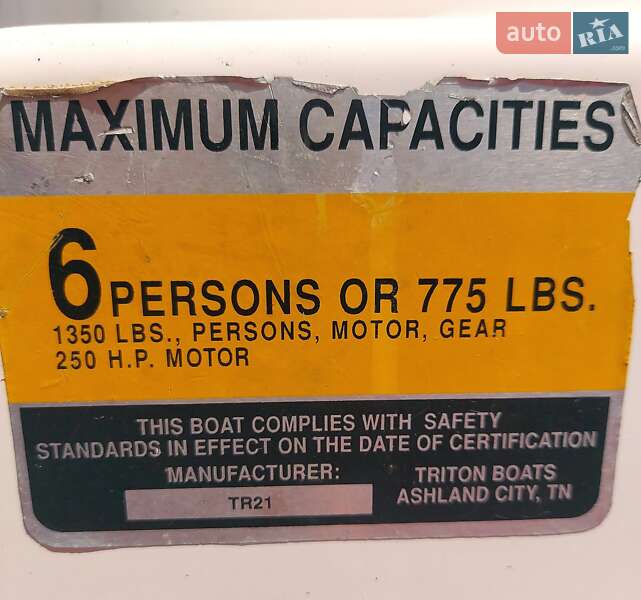 auto RIA .com
MAXIMUM CAPACITIES
6 PERSONS OR 775 LBS.
1350 LBS., PERSONS, MOTOR, GEAR
250 H.P. MOTOR
THIS BOAT COMPLIES WITH SAFETY
STANDARDS IN EFFECT ON THE DATE OF CERTIFICATION
MANUFACTURER: TRITON BOATS
TR21 ASHLAND CITY, TN